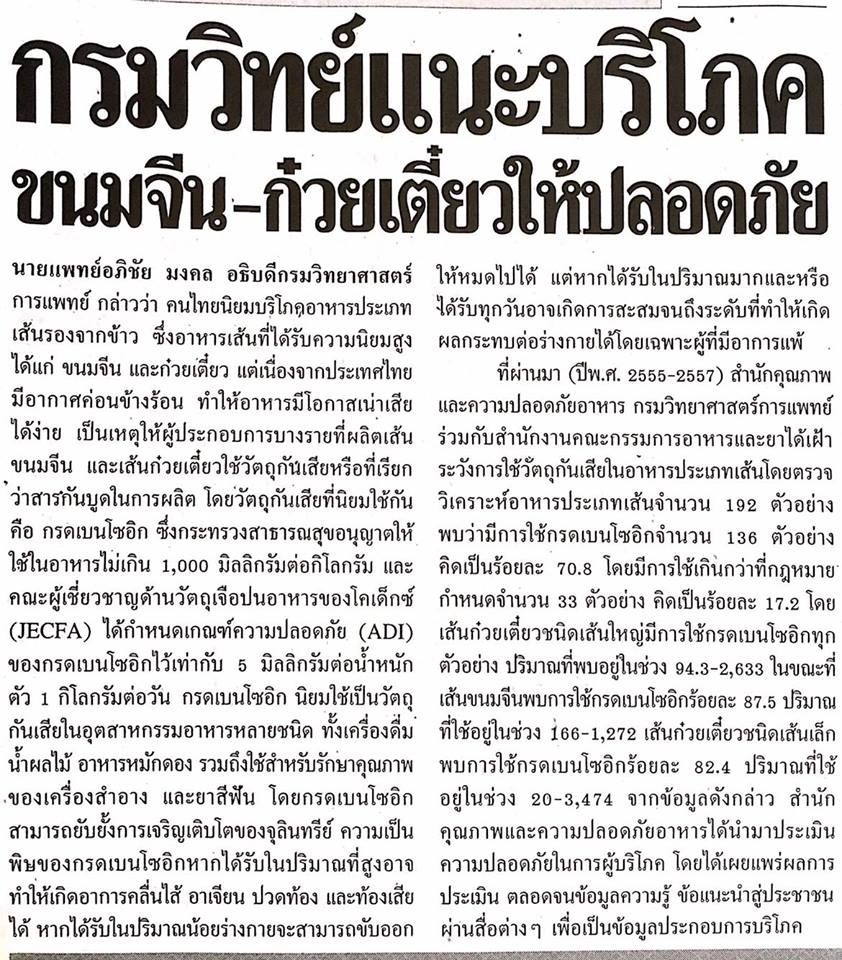 กรมวิทย์แนะบริโภค
ขนมจีน-ก๋วยเตี๋ยวให้ปลอดภัย
นายแพทย์อภิชัย มงคล อธิบดีกรมวิทยาศาสตร์
การแพทย์ กล่าวว่า คนไทยนิยมบริโภคอาหารประเภท
เส้นรองจากข้าว ซึ่งอาหารเส้นที่ได้รับความนิยมสูง
ได้แก่ ขนมจีน และก๋วยเตี๋ยว แต่เนื่องจากประเทศไทย
มีอากาศค่อนข้างร้อน ทำให้อาหารมีโอกาสเน่าเสีย
ได้ง่าย เป็นเหตุให้ผู้ประกอบการบางรายที่ผลิตเส้น
ขนมจีน และเส้นก๋วยเตี๋ยวใช้วัตถุกันเสียหรือที่เรียก
ว่าสารกันบูดในการผลิต โดยวัตถุกันเสียที่นิยมใช้กัน
คือ กรดเบนโซอิก ซึ่งกระทรวงสาธารณสุขอนุญาตให้
ใช้ในอาหารไม่เกิน 1,000 มิลลิกรัมต่อกิโลกรัม และ
คณะผู้เชี่ยวชาญด้านวัตถุเจือปนอาหารของโคเด็กซ์
(JECFA) ได้กำหนดเกณฑ์ความปลอดภัย (ADI)
ของกรดเบนโซอิกไว้เท่ากับ 5 มิลลิกรัมต่อน้ำหนัก
ตัว 1 กิโลกรัมต่อวัน กรดเบนโซอิก นิยมใช้เป็นวัตถุ
กันเสียในอุตสาหกรรมอาหารหลายชนิด ทั้งเครื่องดื่ม
น้ำผลไม้ อาหารหมักดอง รวมถึงใช้สำหรับรักษาคุณภาพ
ของเครื่องสำอาง และยาสีฟัน โดยกรดเบนโซอิก
สามารถยับยั้งการเจริญเติบโตของจุลินทรีย์ ความเป็น
พิษของกรดเบนโซอิกหากได้รับในปริมาณที่สูงอาจ
ทำให้เกิดอาการคลื่นไส้ อาเจียน ปวดท้อง และท้องเสีย
ได้ หากได้รับในปริมาณน้อยร่างกายจะสามารถขับออก
ให้หมดไปได้ แต่หากได้รับในปริมาณมากและหรือ
ได้รับทุกวันอาจเกิดการสะสมจนถึงระดับที่ทำให้เกิด
ผลกระทบต่อร่างกายได้โดยเฉพาะผู้ที่มีอาการแพ้
ที่ผ่านมา (ปีพ.ศ. 2555-2557) สำนักคุณภาพ
และความปลอดภัยอาหาร กรมวิทยาศาสตร์การแพทย์
ร่วมกับสำนักงานคณะกรรมการอาหารและยาได้เฝ้า
ระวังการใช้วัตถุกันเสียในอาหารประเภทเส้นโดยตรวจ
วิเคราะห์อาหารประเภทเส้นจำนวน 192 ตัวอย่าง
พบว่ามีการใช้กรดเบนโซอิกจำนวน 136 ตัวอย่าง
คิดเป็นร้อยละ 70.8 โดยมีการใช้เกินกว่าที่กฎหมาย
กำหนดจำนวน 33 ตัวอย่าง คิดเป็นร้อยละ 17.2 โดย
เส้นก๋วยเตี๋ยวชนิดเส้นใหญ่มีการใช้กรดเบนโซอิกทุก
ตัวอย่าง ปริมาณที่พบอยู่ในช่วง 94.3-2,633 ในขณะที่
เส้นขนมจีนพบการใช้กรดเบนโซอิกร้อยละ 87.5 ปริมาณ
ที่ใช้อยู่ในช่วง 166-1,272 เส้นก๋วยเตี๋ยวชนิดเส้นเล็ก
พบการใช้กรดเบนโซอิกร้อยละ 82.4 ปริมาณที่ใช้
อยู่ในช่วง 20-3,474 จากข้อมูลดังกล่าว สำนัก
คุณภาพและความปลอดภัยอาหารได้นำมาประเมิน
ความปลอดภัยในการผู้บริโภค โดยได้เผยแพร่ผลการ
ประเมิน ตลอดจนข้อมูลความรู้ ข้อแนะนำสู่ประชาชน
ผ่านสื่อต่างๆ เพื่อเป็นข้อมูลประกอบการบริโภค